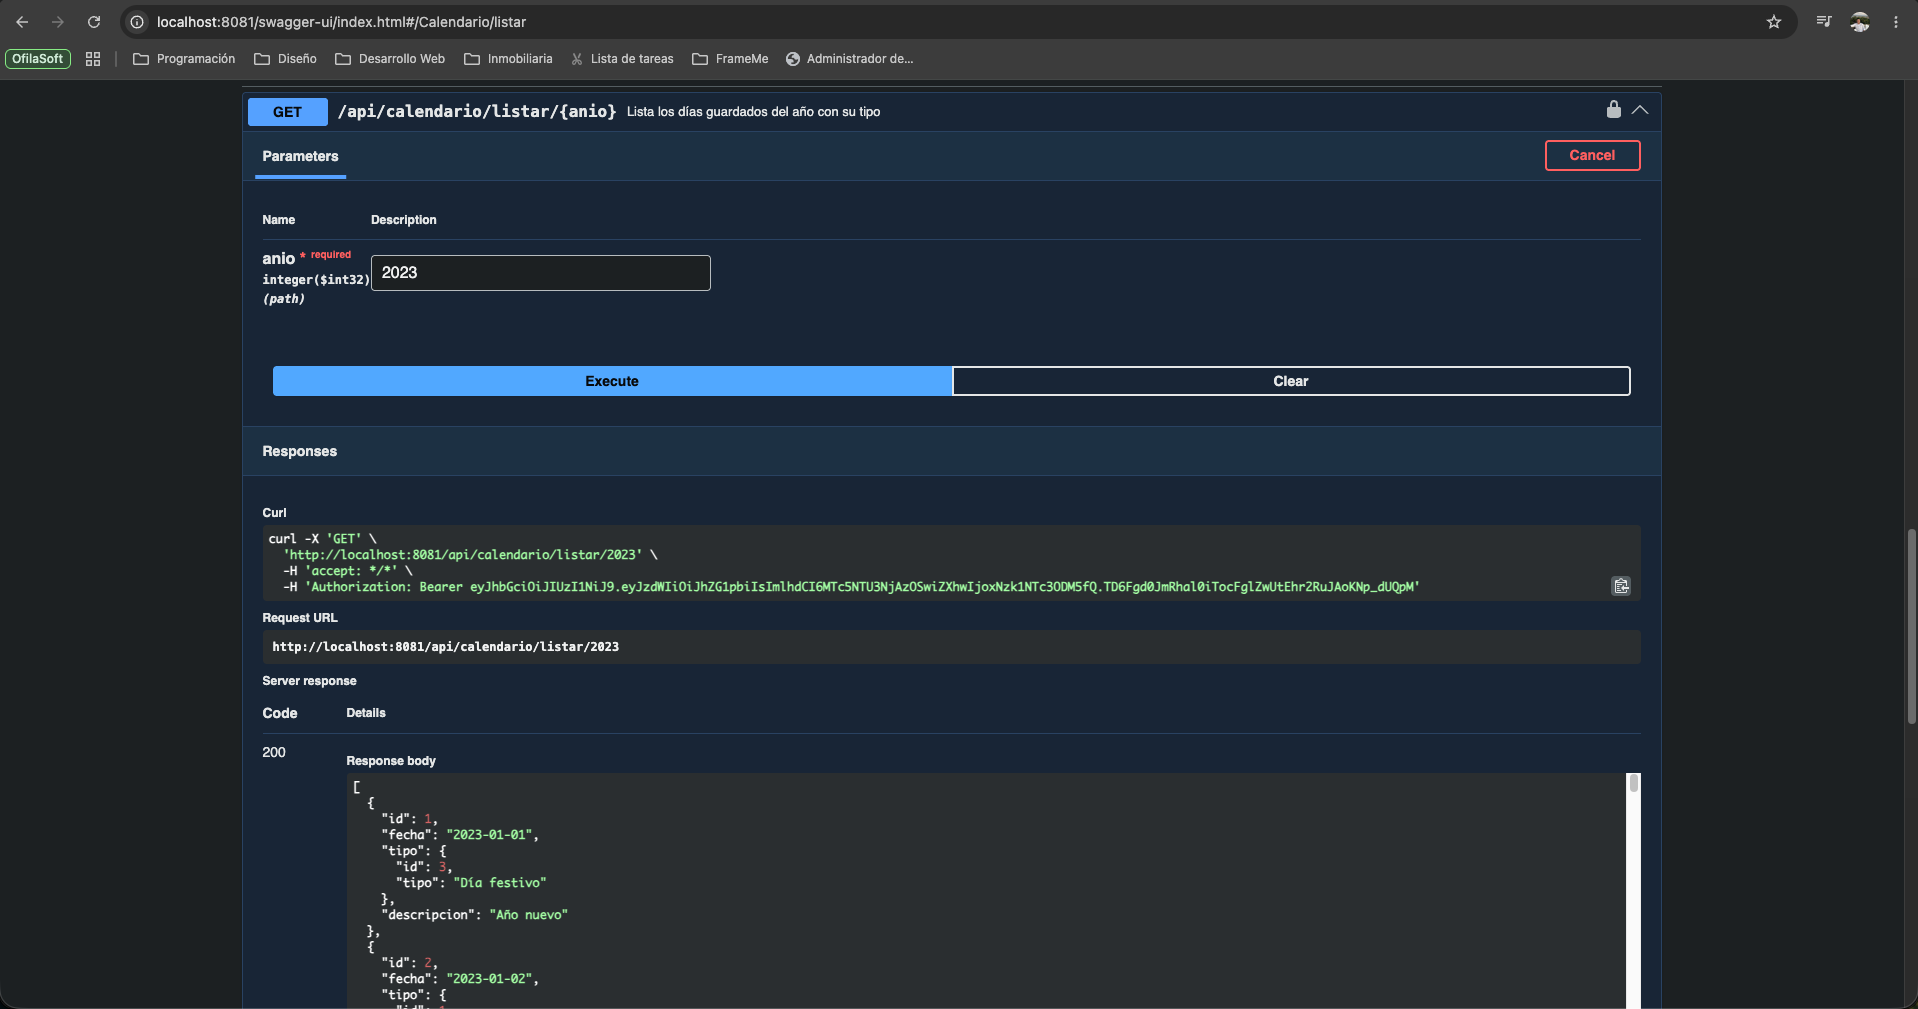 localhost:8081/swagger-ui/index.html#/Calendario/listar
OfilaSoft Programación Diseño Desarrollo Web Inmobiliaria Lista de tareas FrameMe Administrador de...
GET /api/calendario/listar/{anio} Lista los días guardados del año con su tipo
Parameters Cancel
Name Description
anio * required
integer($int32) 2023
(path)
Execute Clear
Responses
Curl
curl -X 'GET' \
'http://localhost:8081/api/calendario/listar/2023' \
-H 'accept: */*' \
-H 'Authorization: Bearer eyJhbGciOiJIUzI1NiJ9.eyJzdWIiOiJhZG1pbiIsImlhdCI6MTc5NTU3NjAzOSwiZXhwIjoxNzk1NTc3ODM5fQ.TD6Fgd0JmRhal0iTocFglZwUtEhr2RuJAoKNp_dUQpM'
Request URL
http://localhost:8081/api/calendario/listar/2023
Server response
Code Details
200
Response body
[
{
"id": 1,
"fecha": "2023-01-01",
"tipo": {
"id": 3,
"tipo": "Día festivo"
},
"descripcion": "Año nuevo"
},
{
"id": 2,
"fecha": "2023-01-02",
"tipo": {